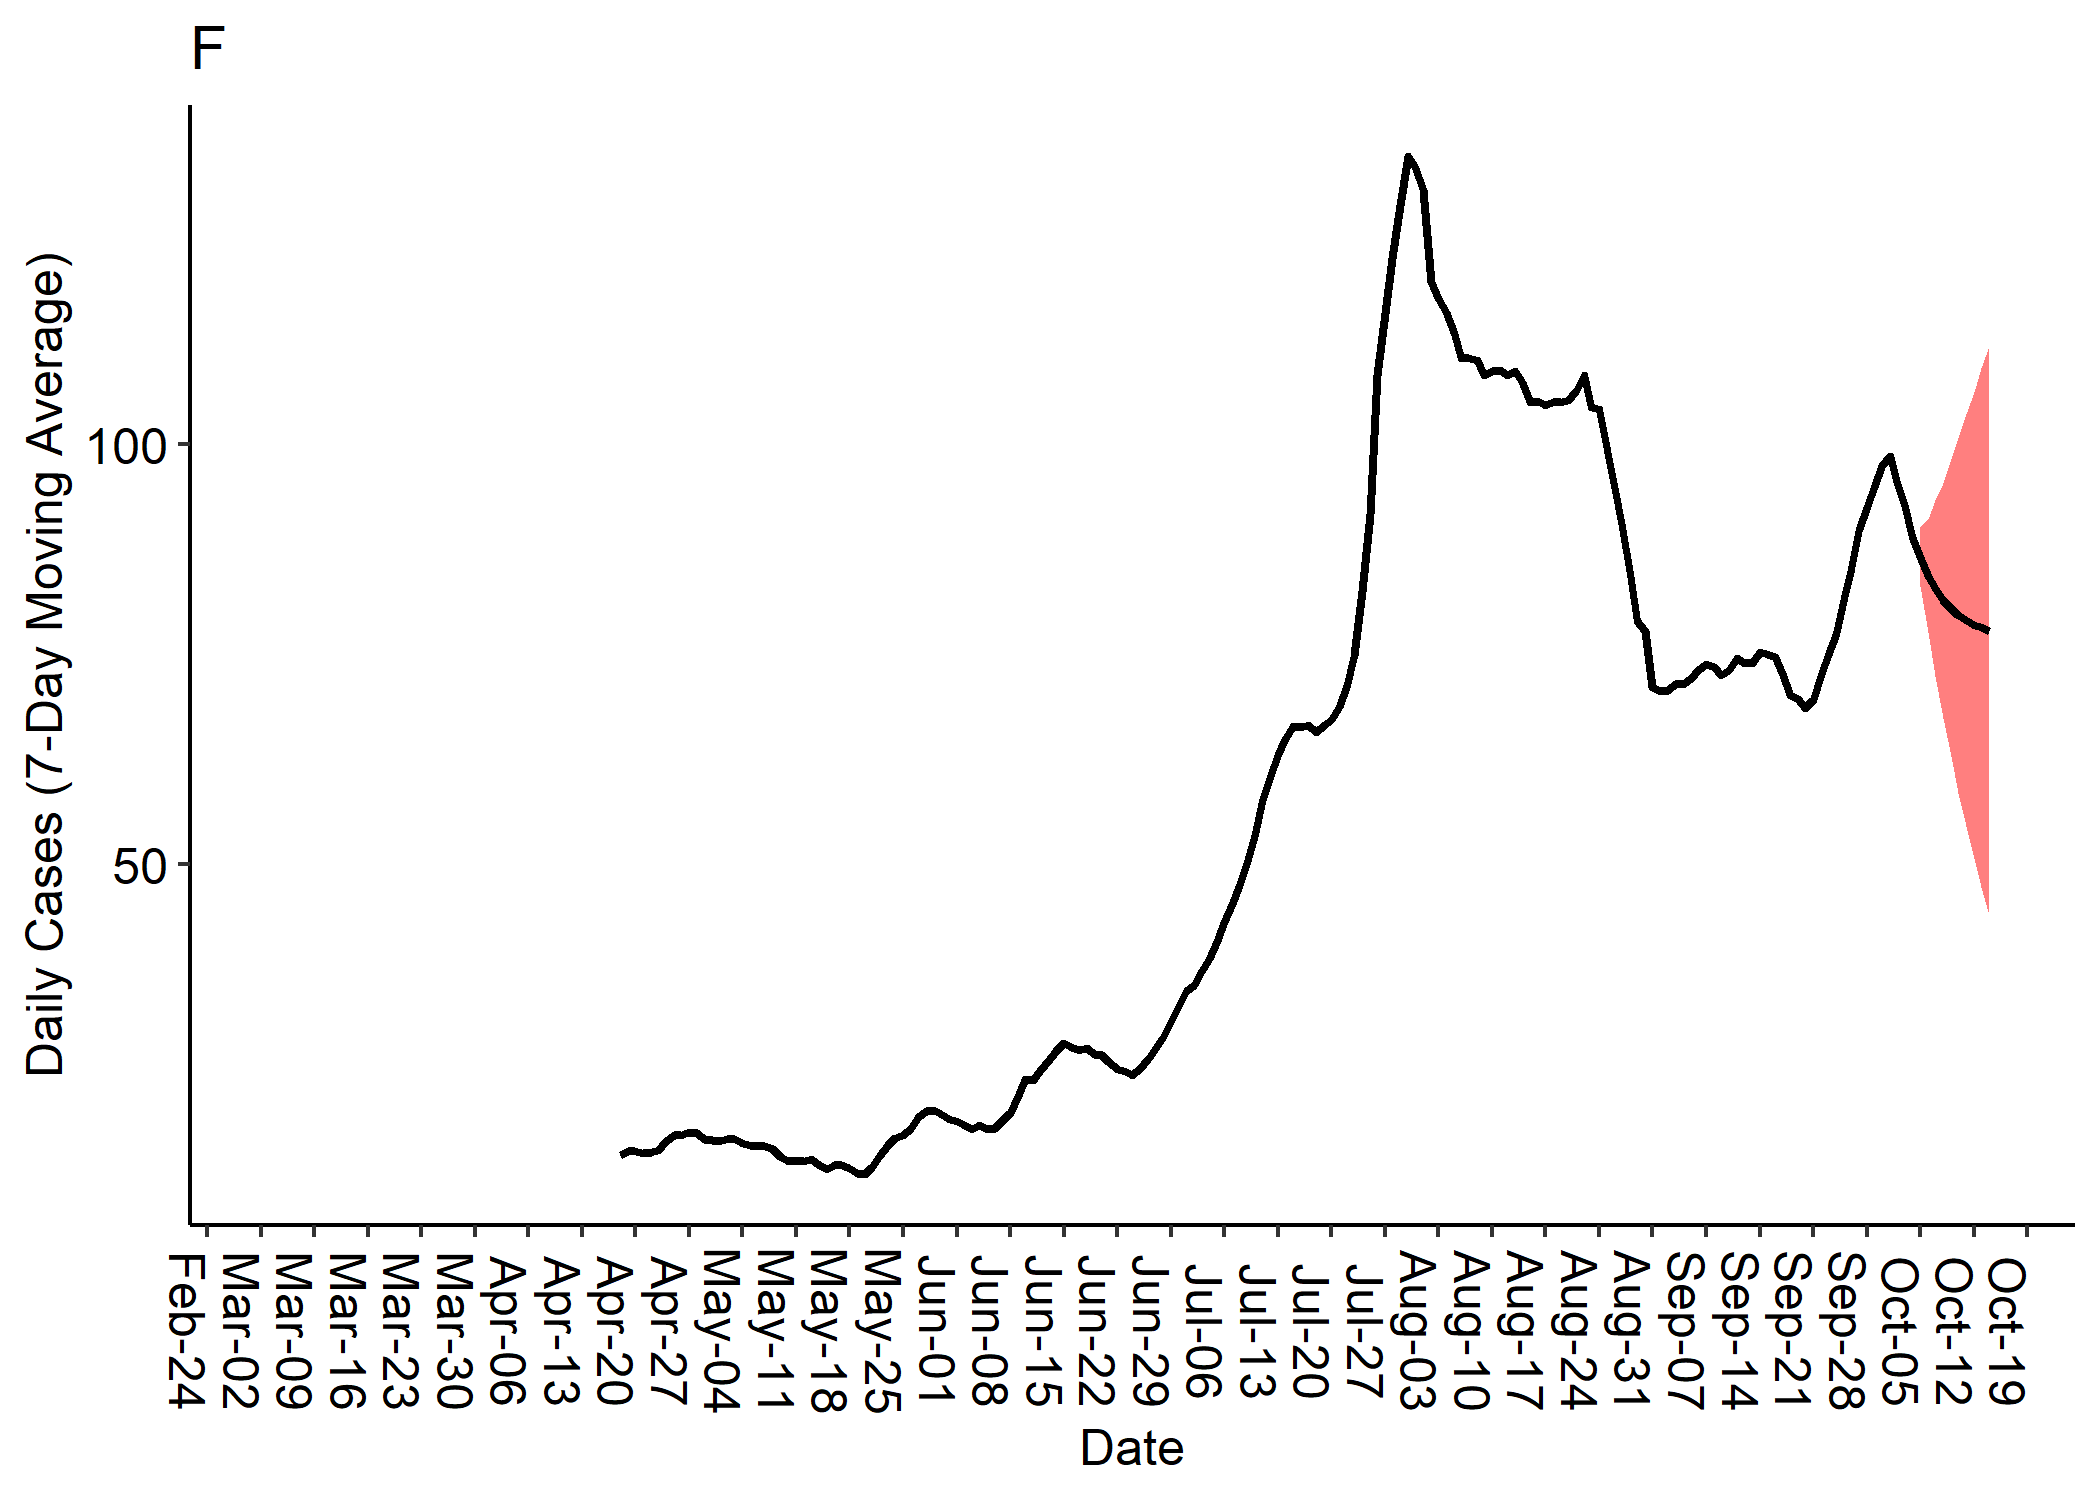 F
Daily Cases (7-Day Moving Average)
100
50
Feb-24
Mar-02
Mar-09
Mar-16
Mar-23
Mar-30
Apr-06
Apr-13
Apr-20
Apr-27
May-04
May-11
May-18
May-25
Jun-01
Jun-08
Jun-15
Jun-22
Jun-29
Jul-06
Jul-13
Jul-20
Jul-27
Aug-03
Aug-10
Aug-17
Aug-24
Aug-31
Sep-07
Sep-14
Sep-21
Sep-28
Oct-05
Oct-12
Oct-19
Date